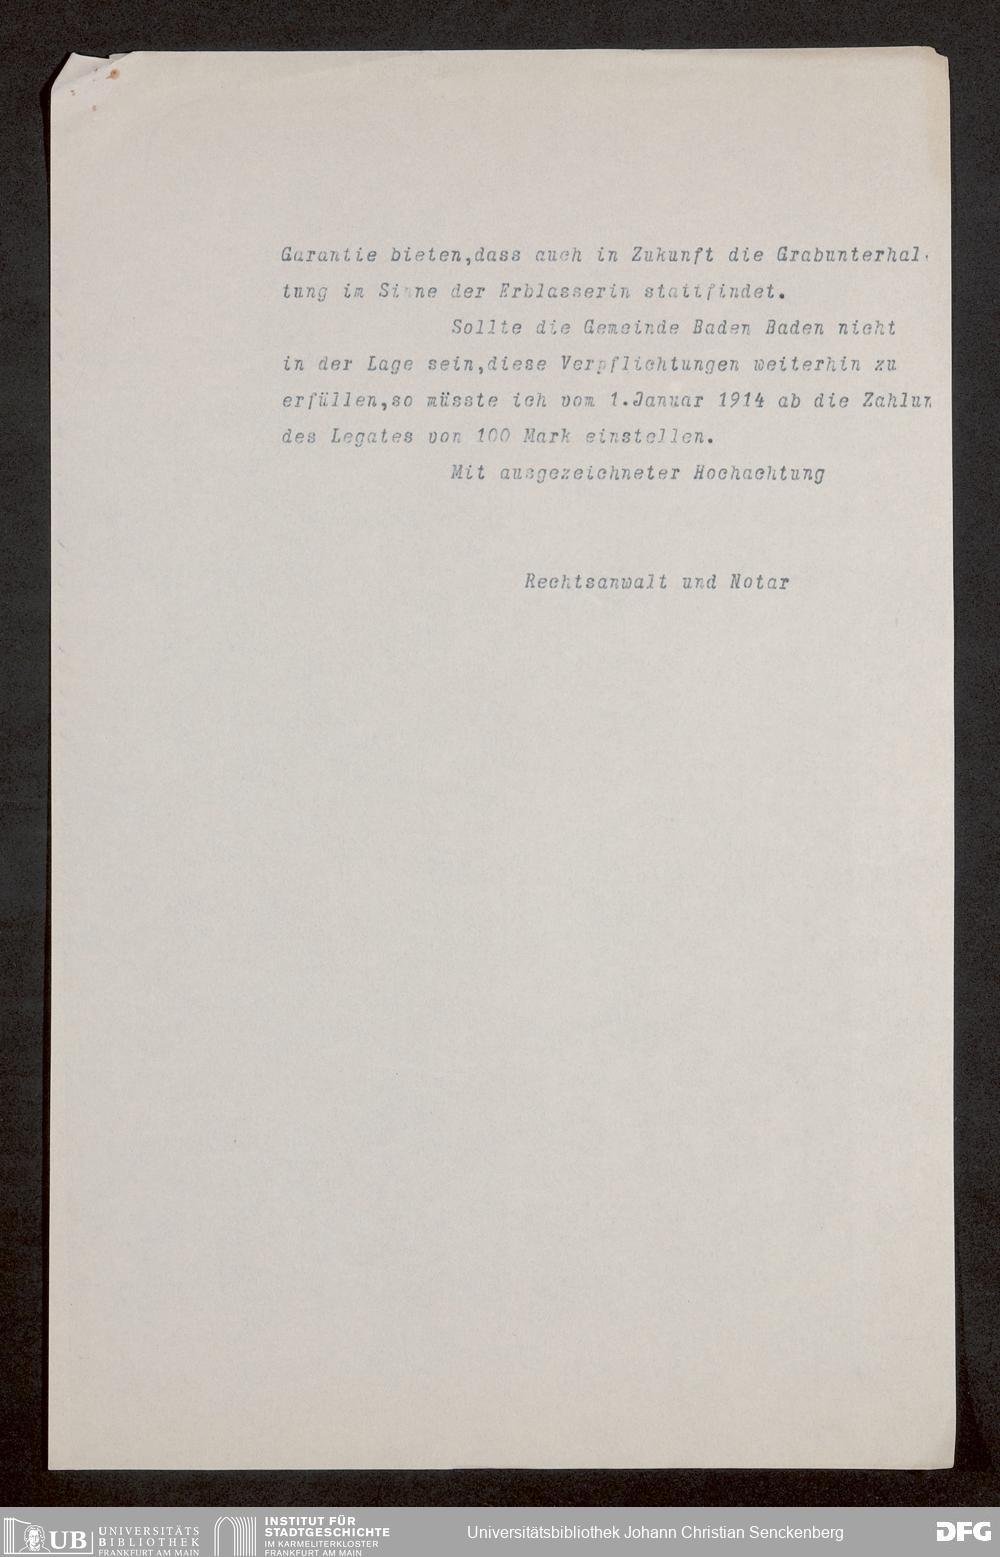 Garantie bieten,dass auch in Zukunft die Grabunterhal-
tung im Sinne der Erblasserin stattfindet.
Sollte die Gemeinde Baden Baden nicht
in der Lage sein,diese Verpflichtungen weiterhin zu
erfüllen,so müsste ich vom 1.Januar 1914 ab die Zahlun
des Legates von 100 Mark einstellen.
Mit ausgezeichneter Hochachtung
Rechtsanwalt und Notar
UB UNIVERSITÄTS
BIBLIOTHEK
FRANKFURT AM MAIN
INSTITUT FÜR
STADTGESCHICHTE
IM KARMELITERKLOSTER
FRANKFURT AM MAIN
Universitätsbibliothek Johann Christian Senckenberg
DFG